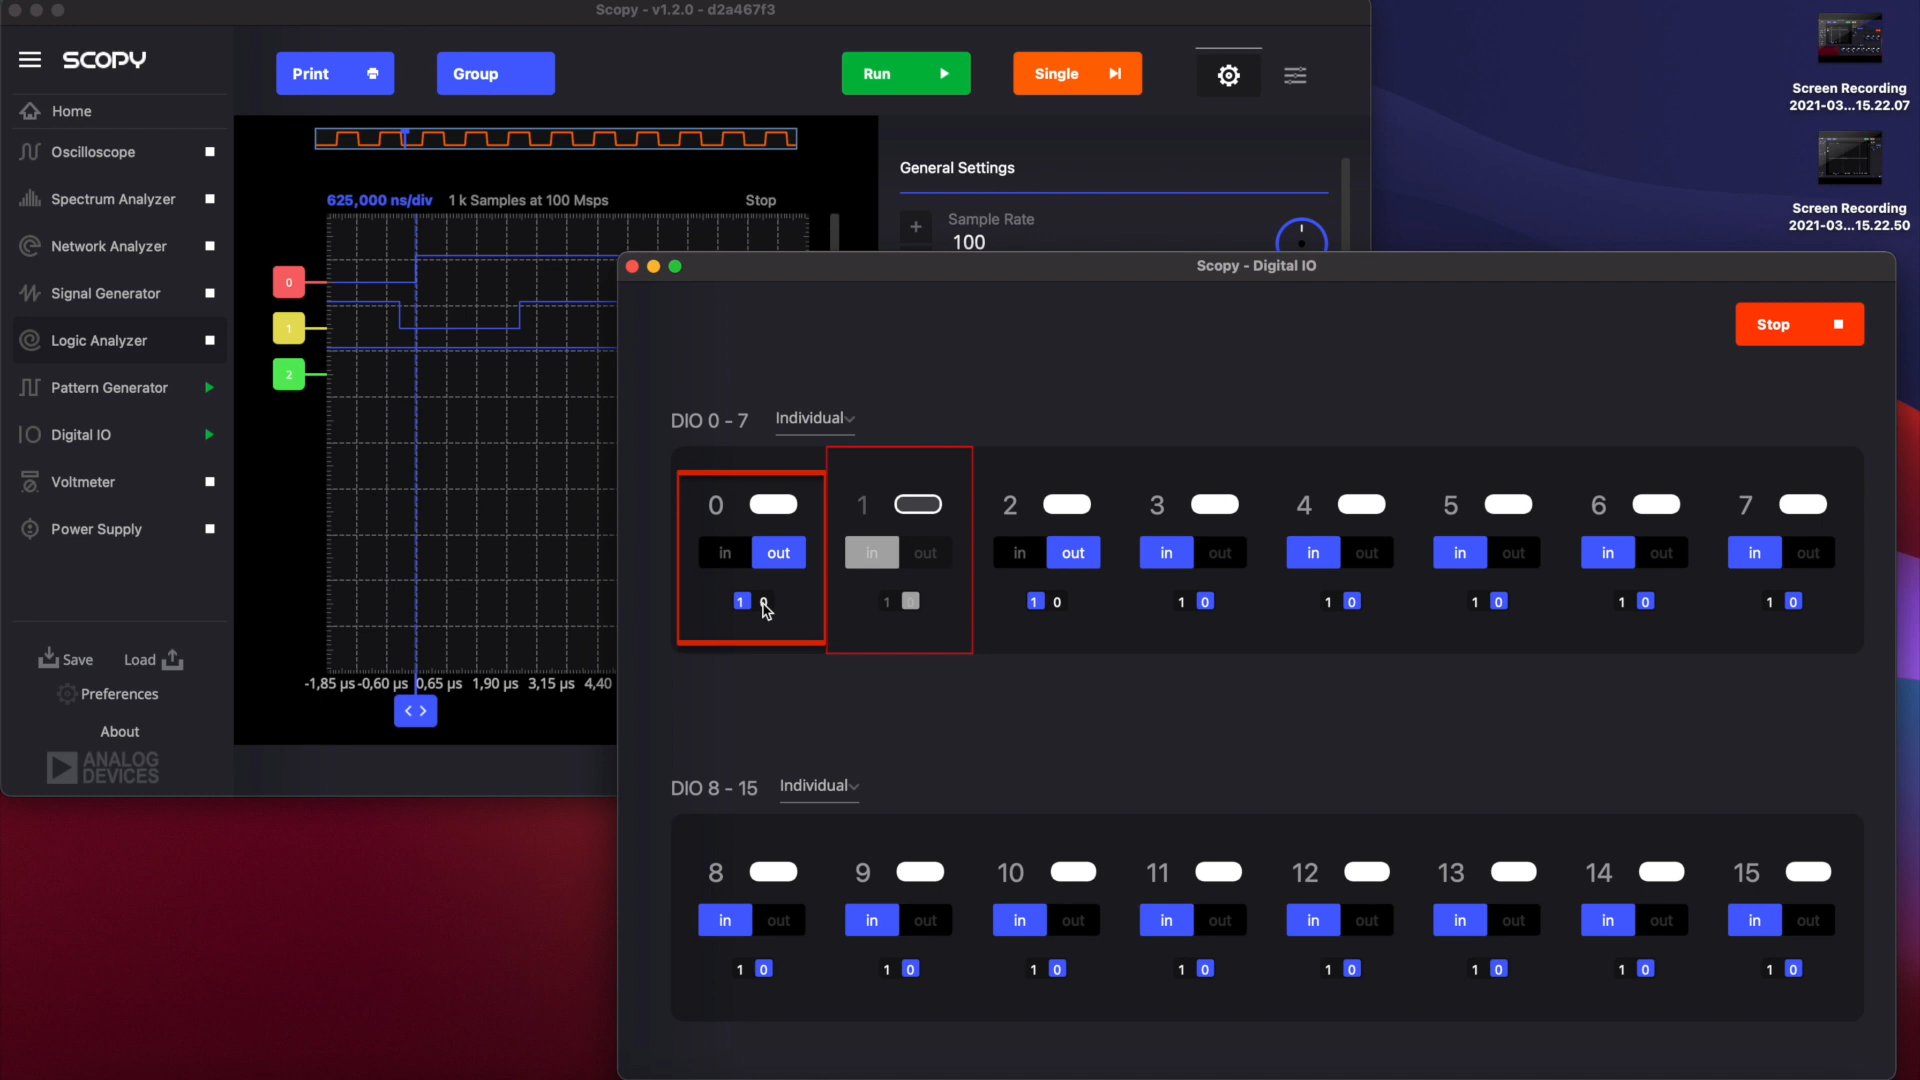 Scopy - v1.2.0 - d2a467f3
SCOPY
Print
Group
Run
Single
Home
Oscilloscope
Spectrum Analyzer
Network Analyzer
Signal Generator
Logic Analyzer
Pattern Generator
Digital IO
Voltmeter
Power Supply
Save
Load
Preferences
About
ANALOG
DEVICES
625,000 ns/div 1 k Samples at 100 Msps Stop
0
1
2
-1,85 µs -0,60 µs 0,65 µs 1,90 µs 3,15 µs 4,40
General Settings
Sample Rate
100
Screen Recording
2021-03...15.22.07
Screen Recording
2021-03...15.22.50
Scopy - Digital IO
Stop
DIO 0 - 7 Individual
0 1 2 3 4 5 6 7
in out in out in out in out in out in out in out in out
1 0 1 0 1 0 1 0 1 0 1 0 1 0 1 0
DIO 8 - 15 Individual
8 9 10 11 12 13 14 15
in out in out in out in out in out in out in out in out
1 0 1 0 1 0 1 0 1 0 1 0 1 0 1 0